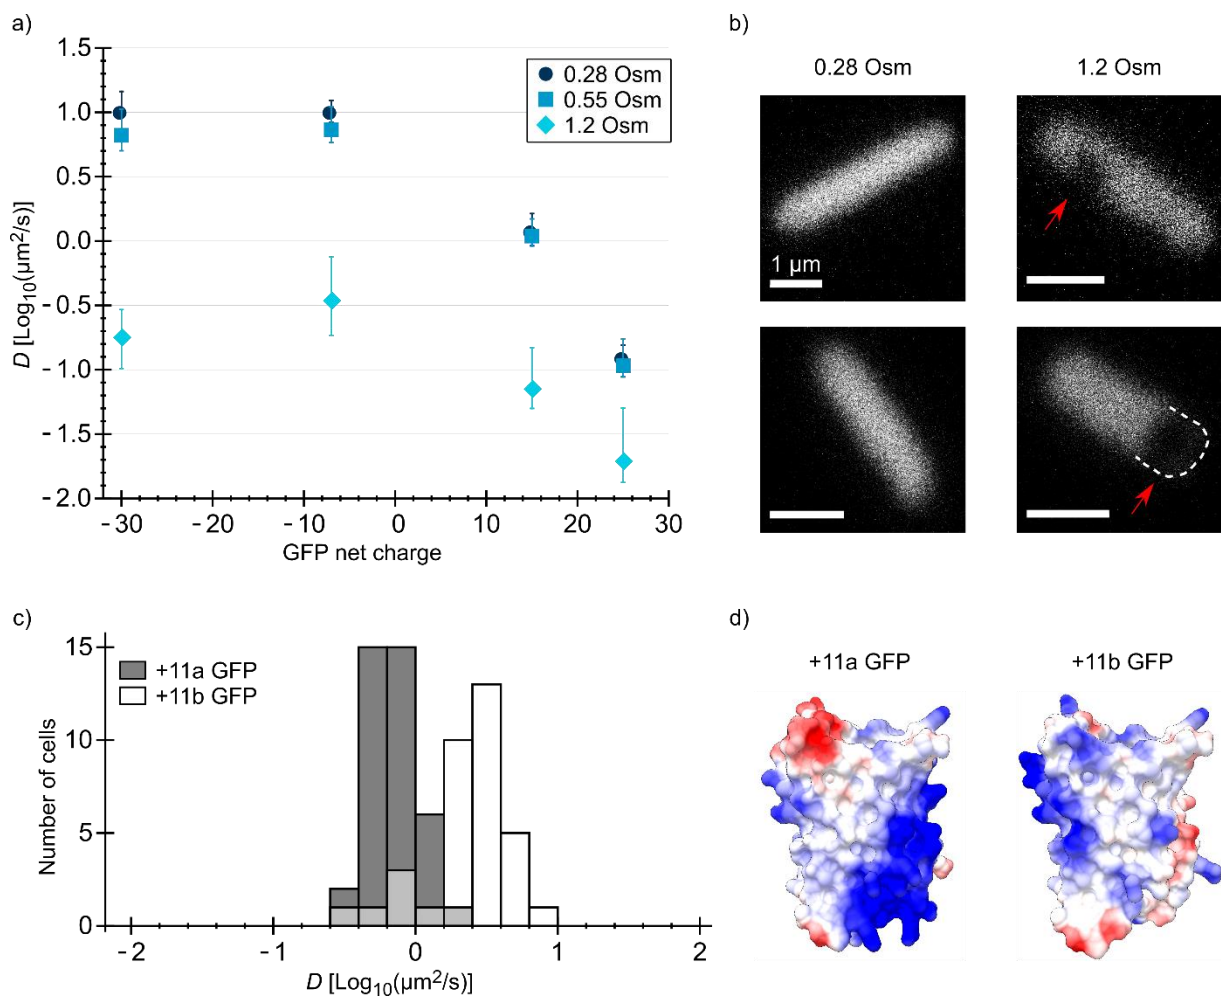 a)
1.5
1.0
0.5
0.0
-0.5
-1.0
-1.5
-2.0
D [Log10(µm2/s)]
0.28 Osm
0.55 Osm
1.2 Osm
-30 -20 -10 0 10 20 30
GFP net charge
b)
0.28 Osm 1.2 Osm
1 µm
c)
15
10
5
0
Number of cells
+11a GFP
+11b GFP
-2 -1 0 1 2
D [Log10(µm2/s)]
d)
+11a GFP +11b GFP